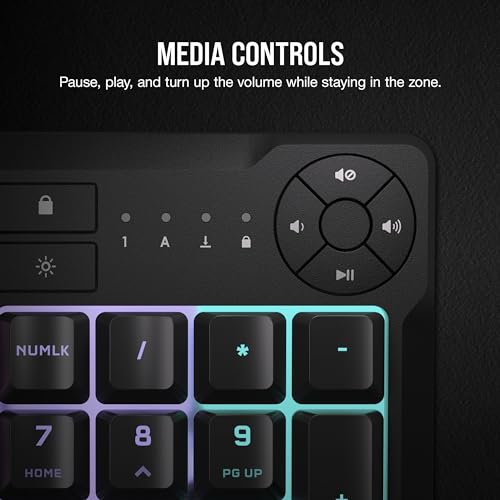 MEDIA CONTROLS
Pause, play, and turn up the volume while staying in the zone.
1 A
NUMLK / * -
7 8 9
HOME PG UP
+